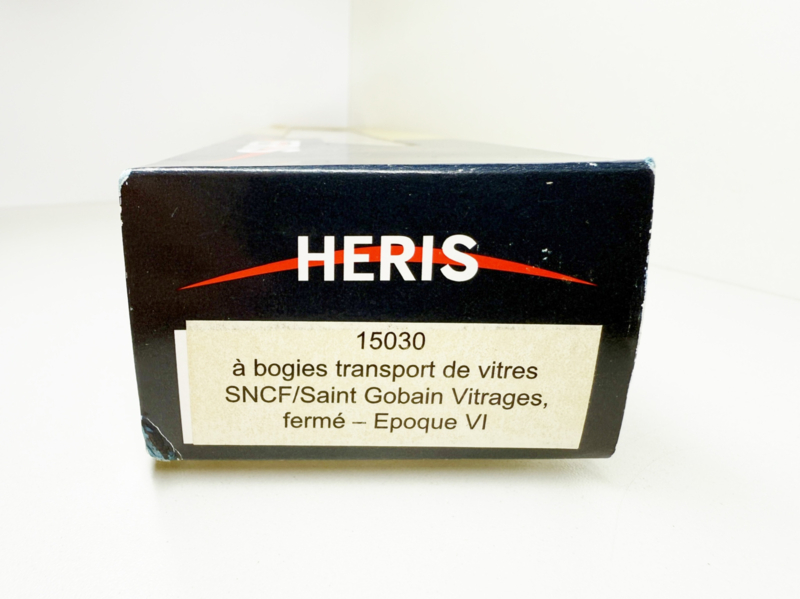 HERIS
15030
à bogies transport de vitres
SNCF/Saint Gobain Vitrages,
fermé – Epoque VI